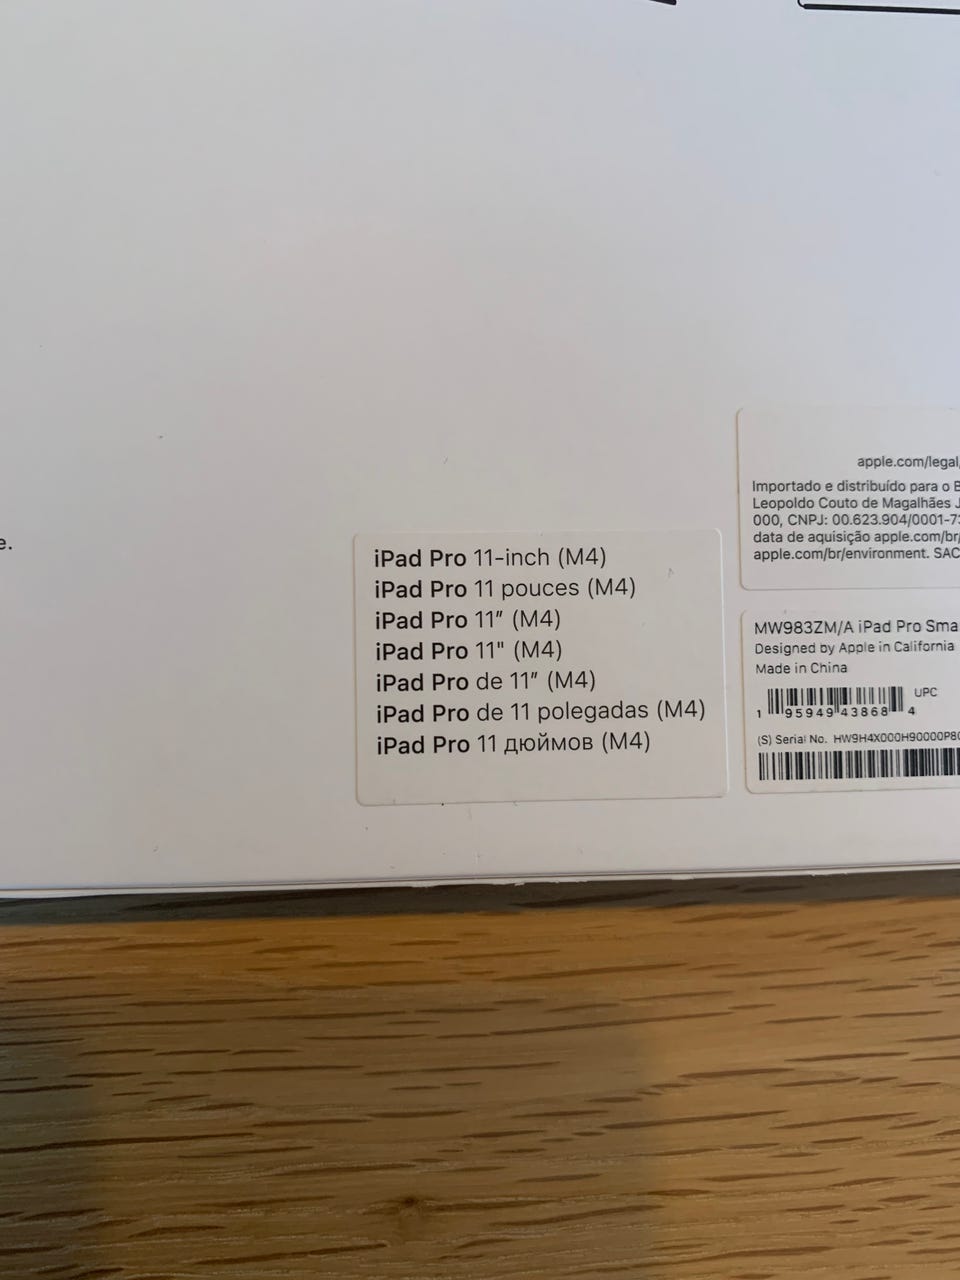 e.
iPad Pro 11-inch (M4)
iPad Pro 11 pouces (M4)
iPad Pro 11″ (M4)
iPad Pro 11" (M4)
iPad Pro de 11″ (M4)
iPad Pro de 11 polegadas (M4)
iPad Pro 11 дюймов (M4)
apple.com/legal/
Importado e distribuído para o B
Leopoldo Couto de Magalhães J
000, CNPJ: 00.623.904/0001-73
data de aquisição apple.com/br/
apple.com/br/environment. SAC
MW983ZM/A iPad Pro Sma
Designed by Apple in California
Made in China
UPC
1 95949 43868 4
(S) Serial No. HW9H4X000H90000P80